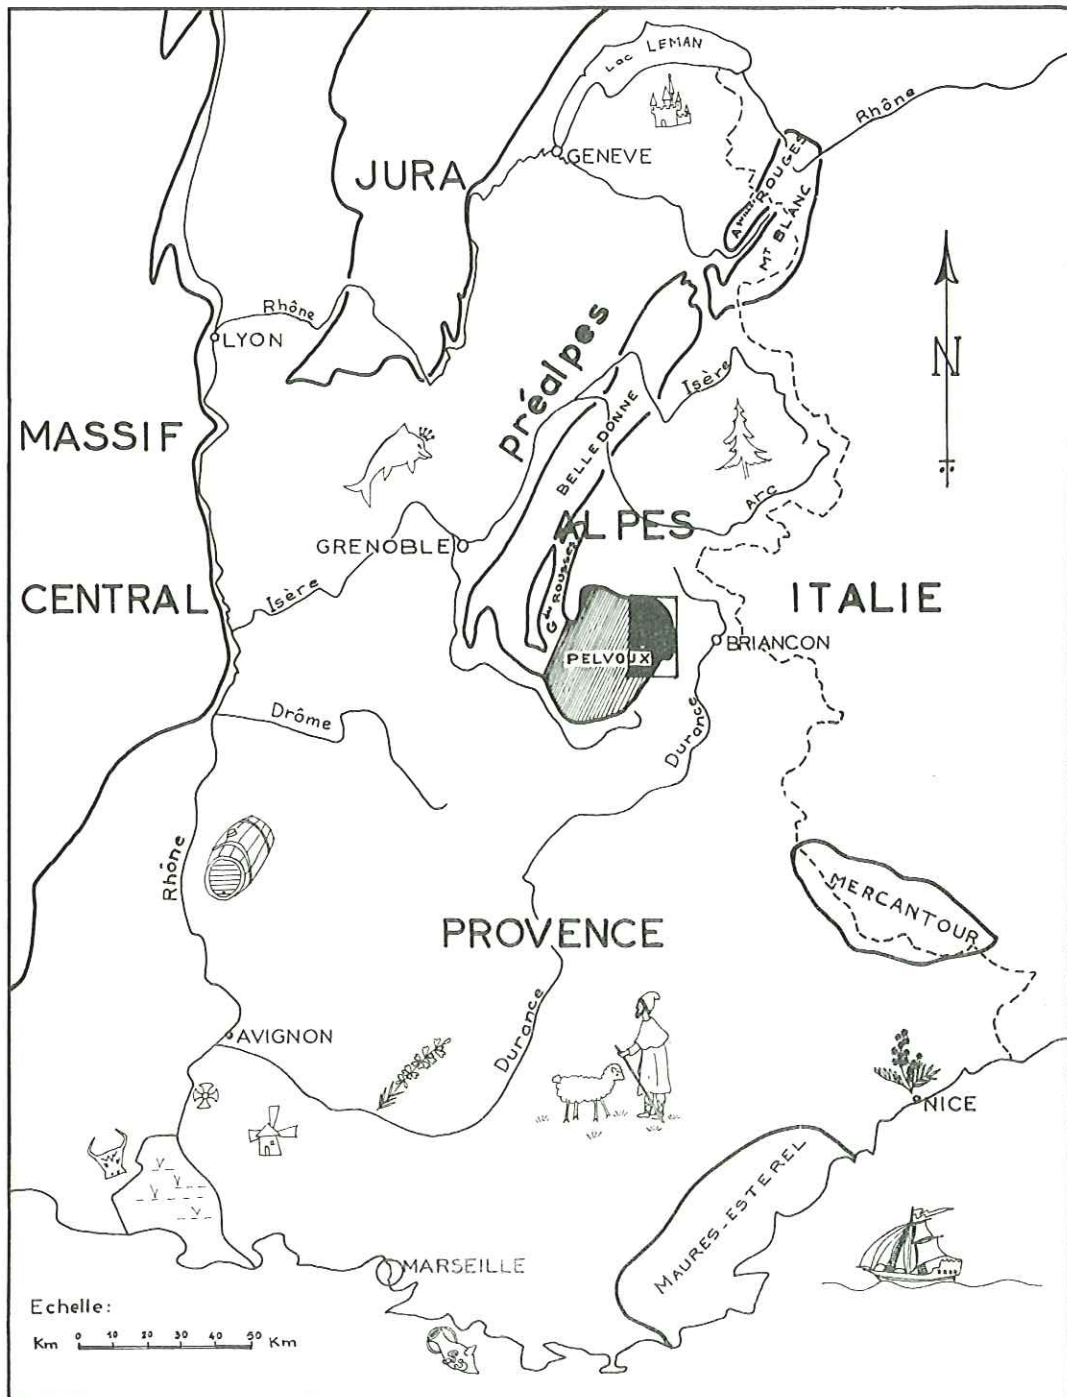 Lac LEMAN
Rhône
GENEVE
JURA
ROUGES
MT BLANC
Rhône
LYON
Préalpes
N
Isère
MASSIF
BELLEDONNE
Arc
ALPES
GRENOBLE
Isère
CENTRAL
Gdes ROUSSES
ITALIE
BRIANCON
PELVOUX
Drôme
Durance
Rhône
MERCANTOUR
PROVENCE
Durance
AVIGNON
NICE
MAURES-ESTEREL
MARSEILLE
Echelle:
Km 0 10 20 30 40 50 Km